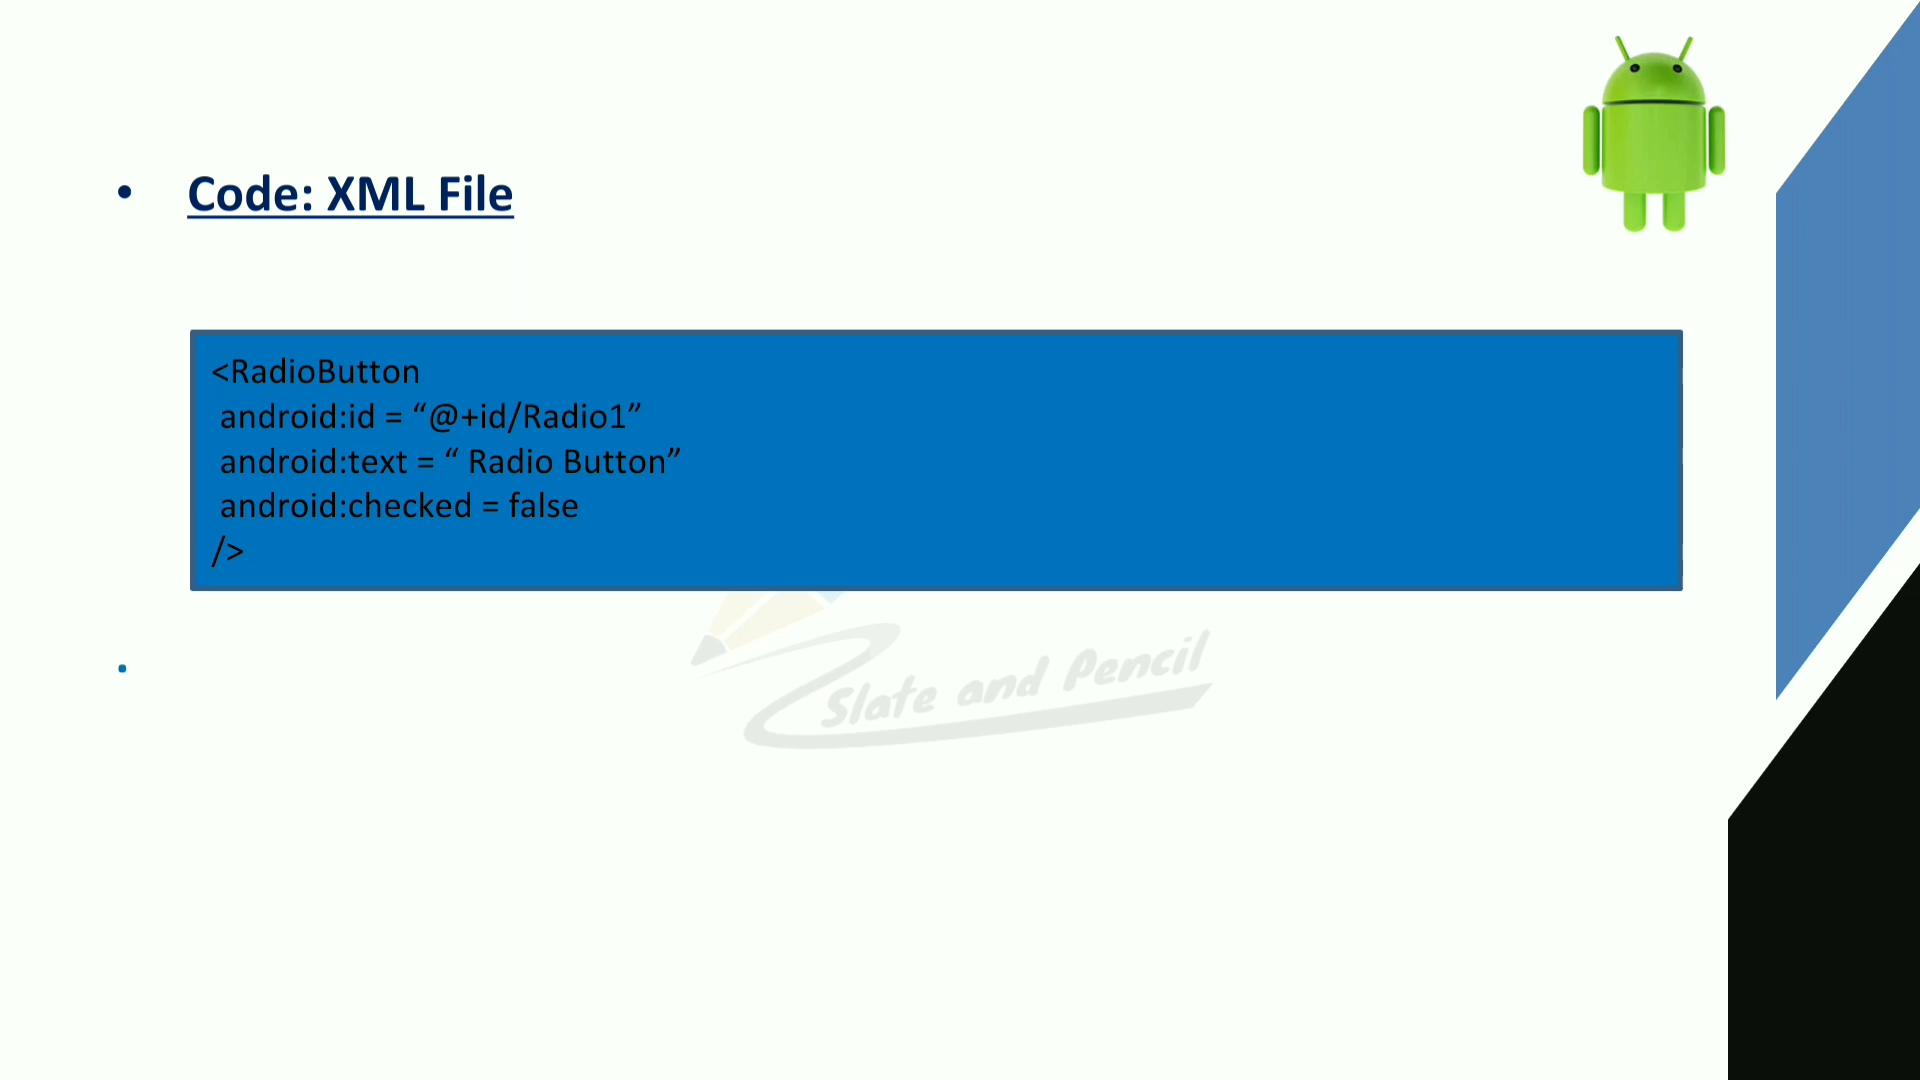 • Code: XML File
<RadioButton
android:id = “@+id/Radio1”
android:text = “ Radio Button”
android:checked = false
/>
•
Slate and Pencil